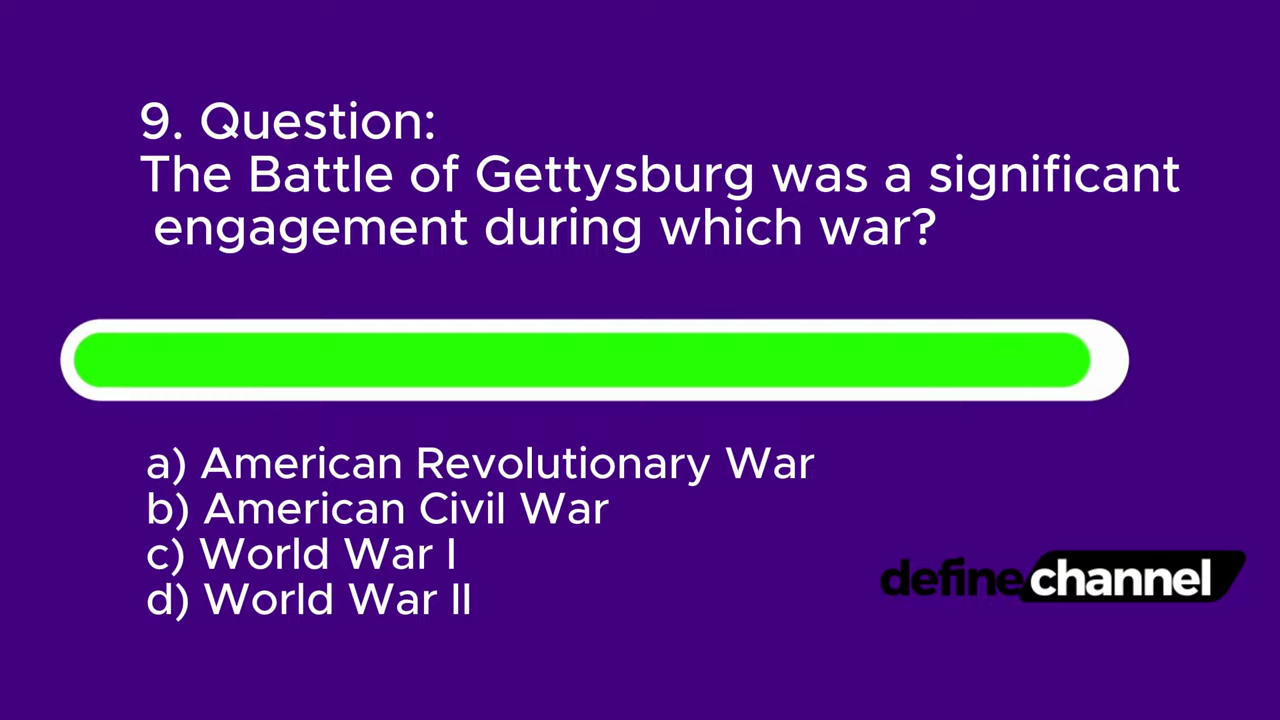 9. Question:
The Battle of Gettysburg was a significant
engagement during which war?
a) American Revolutionary War
b) American Civil War
c) World War I
d) World War II
definechannel